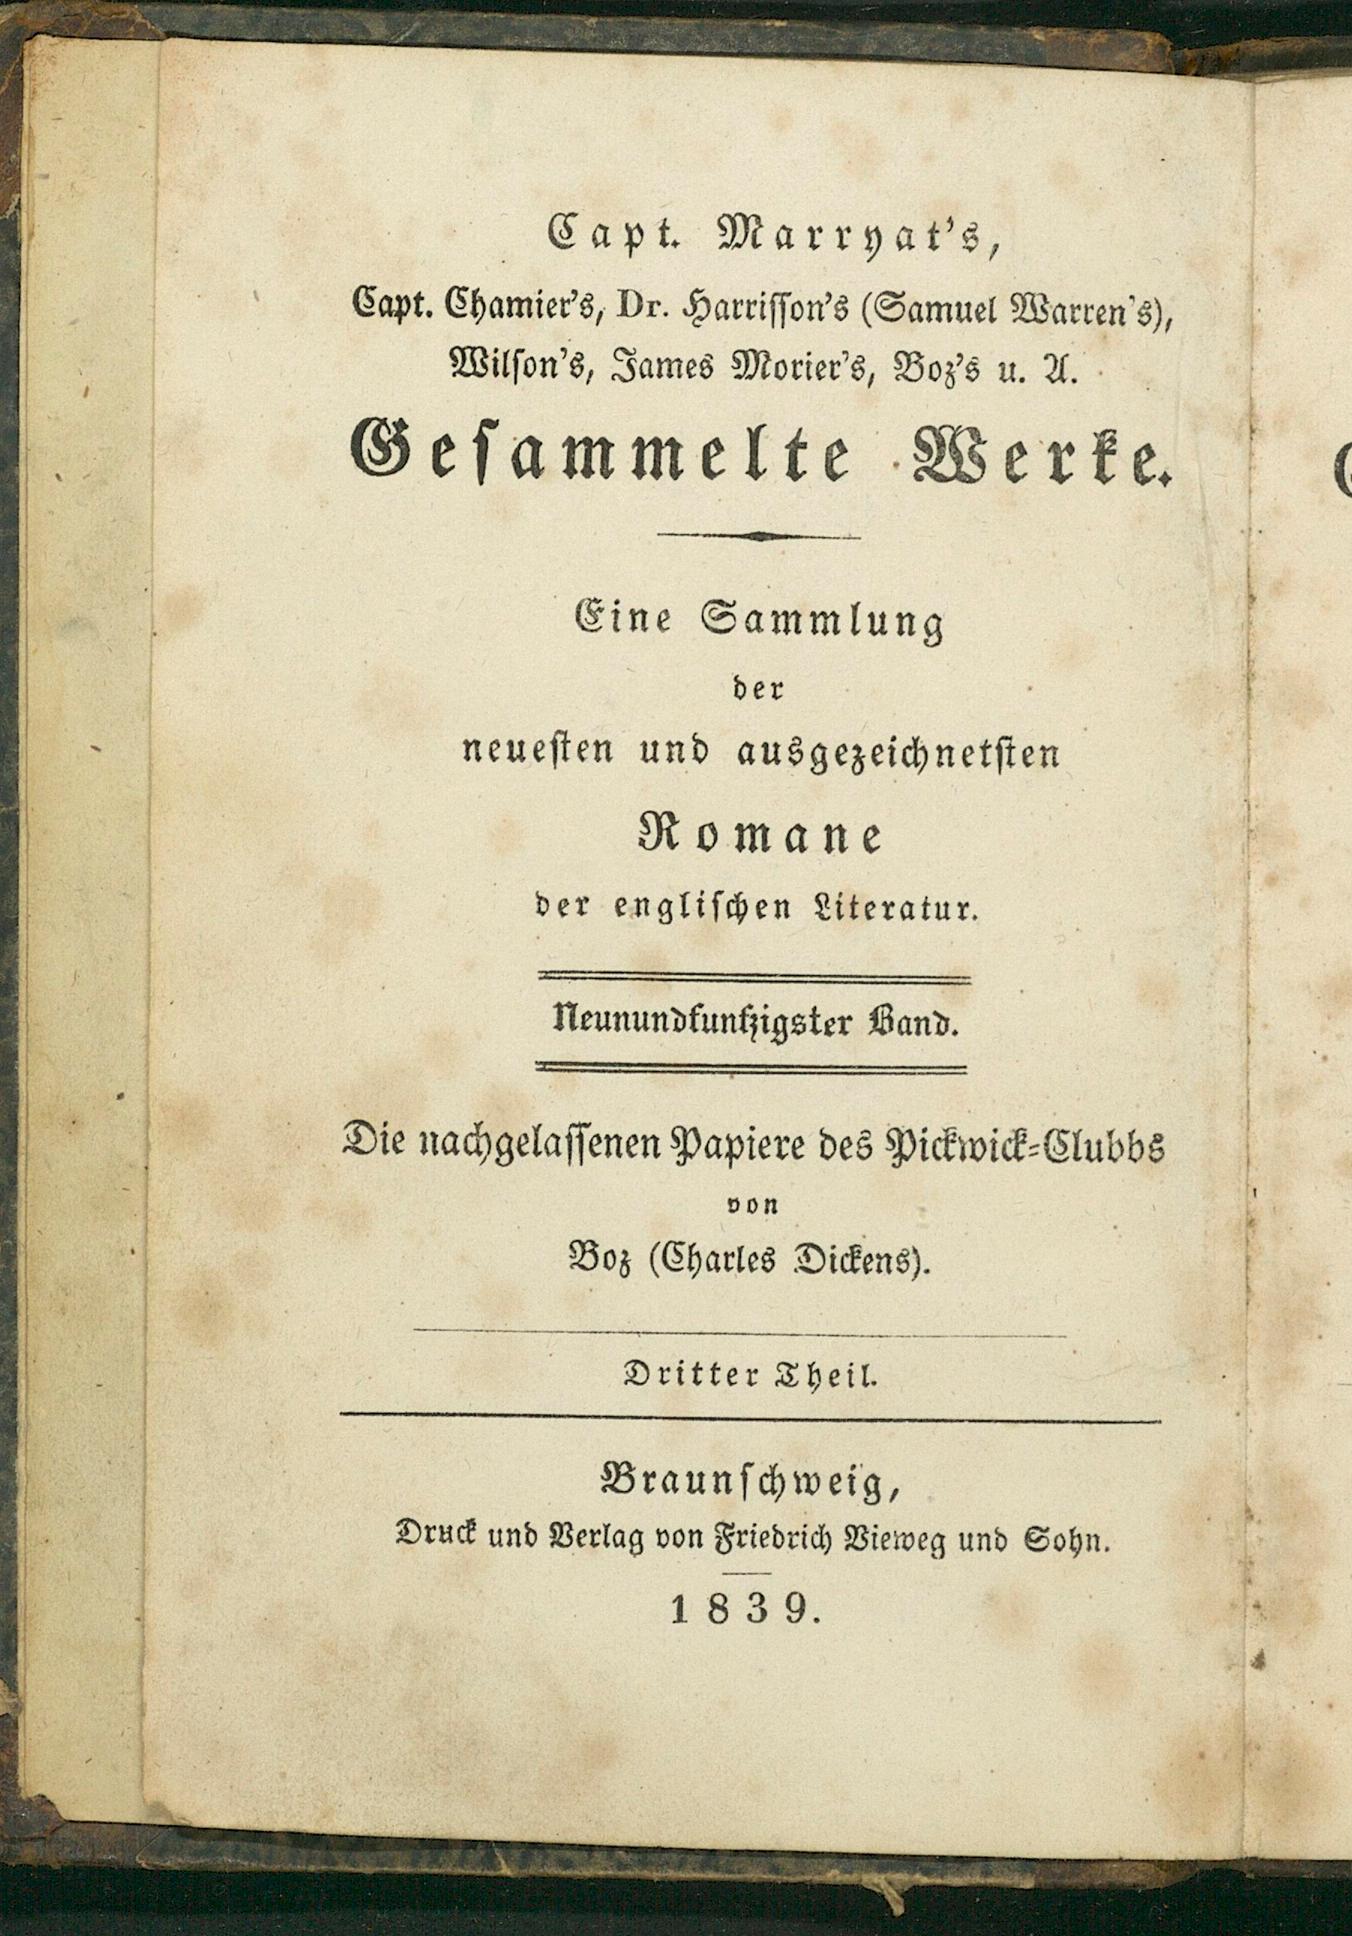 Capt. Marryat's,
Capt. Chamier's, Dr. Harrisson's (Samuel Warren's),
Wilson's, James Morier's, Boz's u. A.
Gesammelte Werke.
Eine Sammlung
der
neuesten und ausgezeichnetsten
Romane
der englischen Literatur.
Neunundfunfzigster Band.
Die nachgelassenen Papiere des Pickwick-Clubbs
von
Boz (Charles Dickens).
Dritter Theil.
Braunschweig,
Druck und Verlag von Friedrich Vieweg und Sohn.
1839.